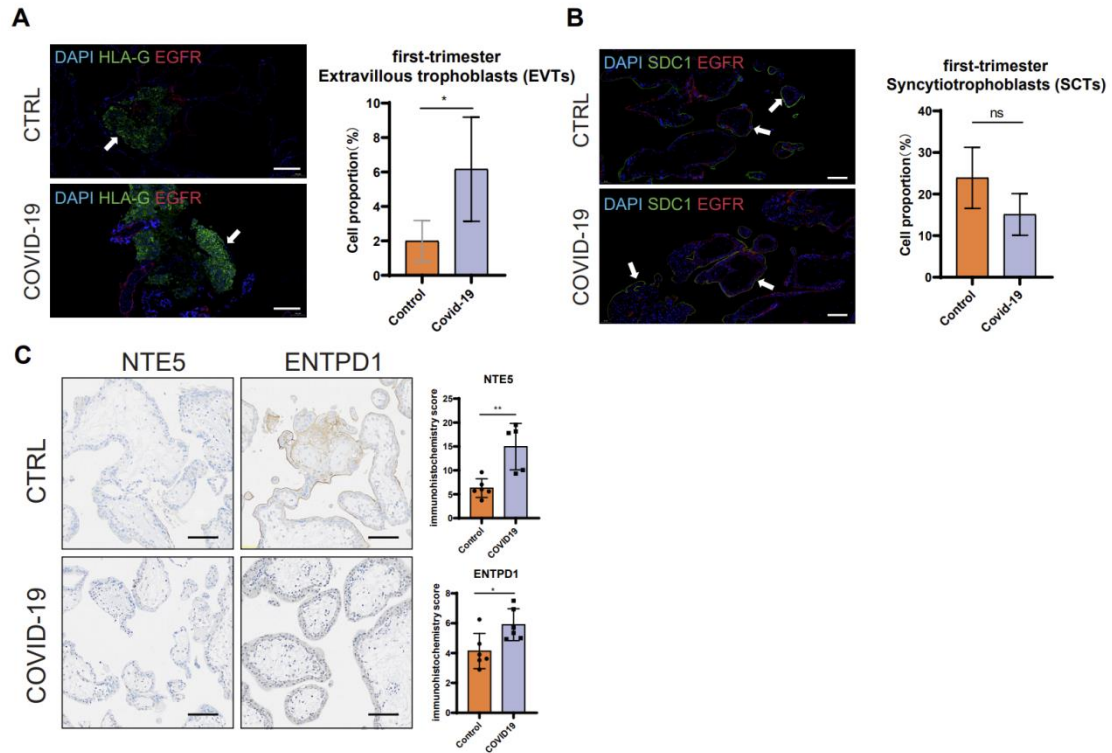 A
CTRL
DAPI HLA-G EGFR
COVID-19
DAPI HLA-G EGFR
first-trimester
Extravillous trophoblasts (EVTs)
Cell proportion(%)
10
8
6
4
2
0
*
Control
Covid-19
B
CTRL
DAPI SDC1 EGFR
COVID-19
DAPI SDC1 EGFR
first-trimester
Syncytiotrophoblasts (SCTs)
Cell proportion(%)
40
30
20
10
0
ns
Control
Covid-19
C
NTE5
ENTPD1
CTRL
COVID-19
NTE5
immunohistochemistry score
25
20
15
10
5
0
**
Control
COVID19
ENTPD1
immunohistochemistry score
8
6
4
2
0
*
Control
COVID19